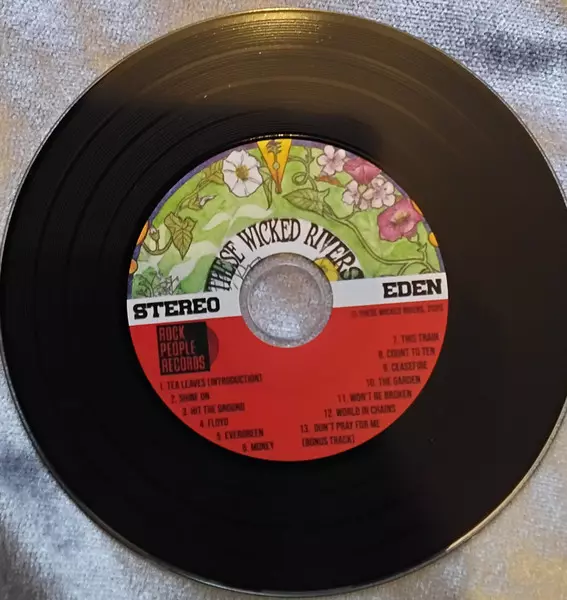 THESE WICKED RIVERS
STEREO
EDEN
ROCK
PEOPLE
RECORDS
1. TEA LEAVES (INTRODUCTION)
2. SHINE ON
3. HIT THE GROUND
4. FLOYD
5. EVERGREEN
6. MONEY
THESE WICKED RIVERS,
7. THIS TRAIN
8. COUNT TO TEN
9. CEASEFIRE
10. THE GARDEN
11. WON'T BE BROKEN
12. WORLD IN CHAINS
13. DON'T PRAY FOR ME
(BONUS TRACK)